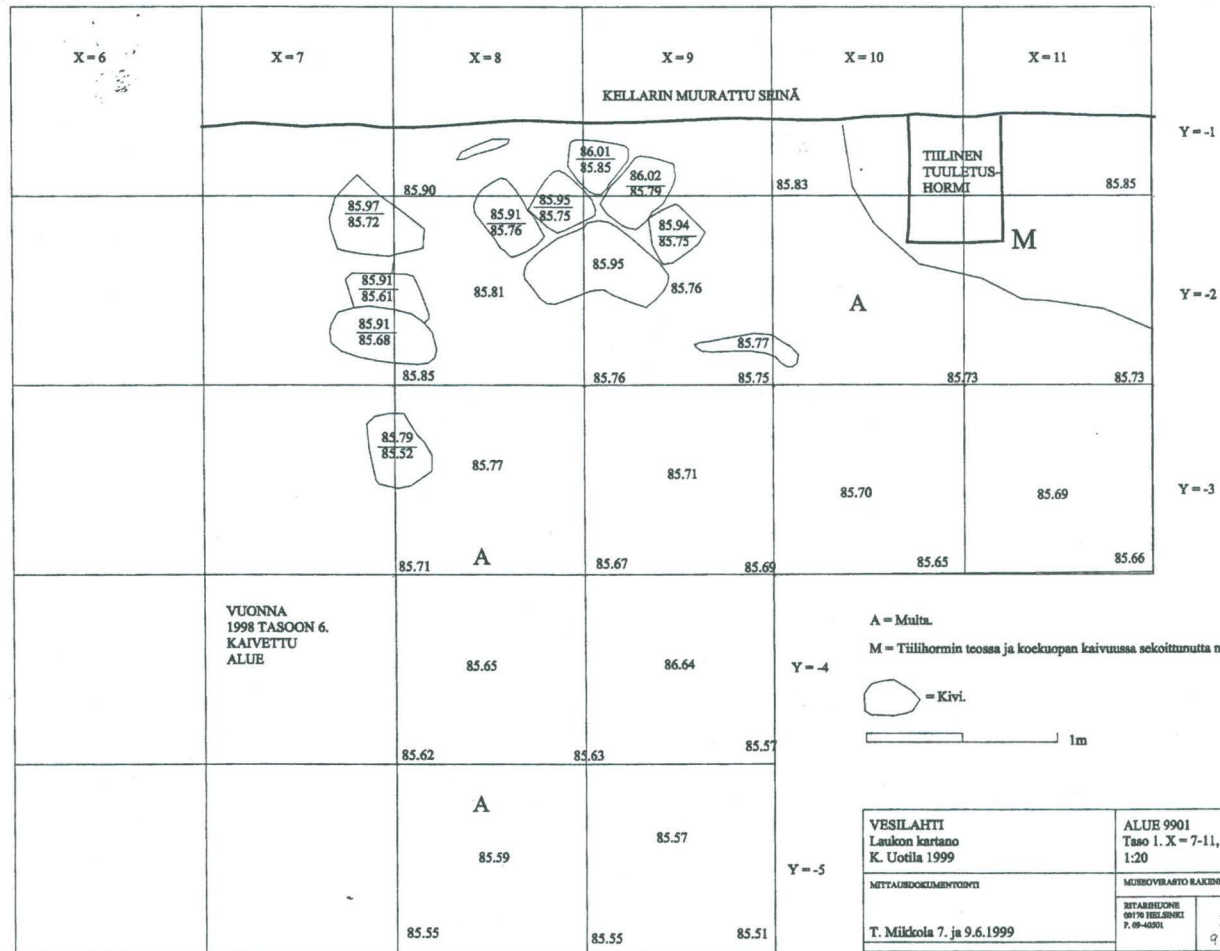 X = 6
X = 7
X = 8
X = 9
X = 10
X = 11
KELLARIN MUURATTU SEINÄ
Y = -1
86.01
85.85
TIILINEN
TUULETUS-
HORMI
86.02
85.79
85.90
85.83
85.85
85.97
85.72
85.91
85.76
85.95
85.75
85.94
85.75
M
85.95
85.91
85.61
85.81
85.76
A
Y = -2
85.91
85.68
85.77
85.85
85.76
85.75
85.73
85.73
85.79
85.52
85.77
85.71
85.70
85.69
Y = -3
A
85.71
85.67
85.69
85.65
85.66
VUONNA
1998 TASOON 6.
KAIVETTU
ALUE
A = Multa.
M = Tiilihormin teossa ja koekuopan kaivuussa sekoittunutta
85.65
86.64
Y = -4
= Kivi.
1m
85.62
85.63
85.57
A
85.59
85.57
Y = -5
85.55
85.55
85.51
VESILAHTI
Laukon kartano
K. Uotila 1999
ALUE 9901
Taso 1. X = 7-11,
1:20
MITTAUSDOKUMENTOINTI
MUSEOVIRASTO
RITARIHUONE
00170 HELSINKI
P. 09-40501
T. Mikkola 7. ja 9.6.1999